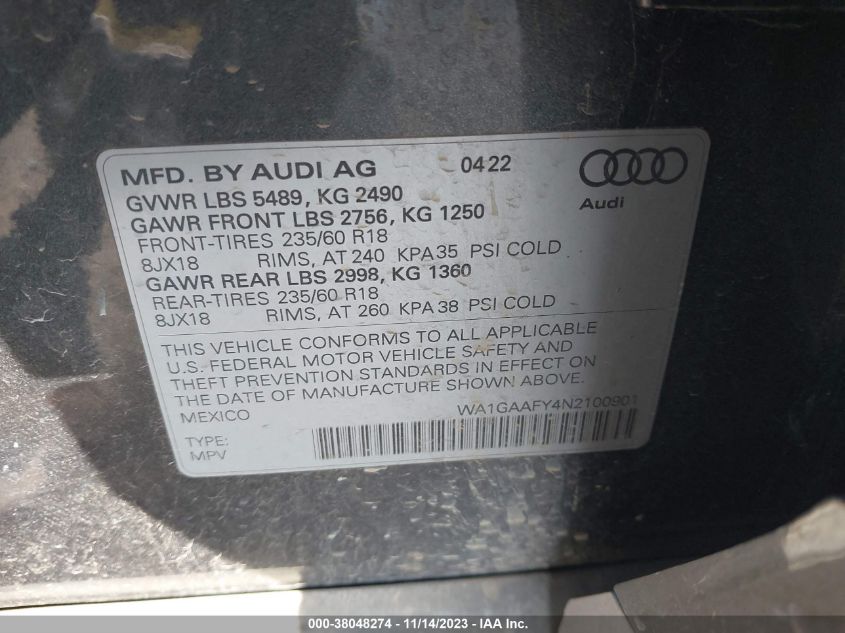 MFD. BY AUDI AG 04 22
Audi
GVWR LBS 5489, KG 2490
GAWR FRONT LBS 2756, KG 1250
FRONT-TIRES 235/60 R18
8JX18 RIMS, AT 240 KPA 35 PSI COLD
GAWR REAR LBS 2998, KG 1360
REAR-TIRES 235/60 R18
8JX18 RIMS, AT 260 KPA 38 PSI COLD
THIS VEHICLE CONFORMS TO ALL APPLICABLE
U.S. FEDERAL MOTOR VEHICLE SAFETY AND
THEFT PREVENTION STANDARDS IN EFFECT ON
THE DATE OF MANUFACTURE SHOWN ABOVE.
MEXICO WA1GAAFY4N2100901
TYPE:
MPV
000-38048274 - 11/14/2023 - IAA Inc.